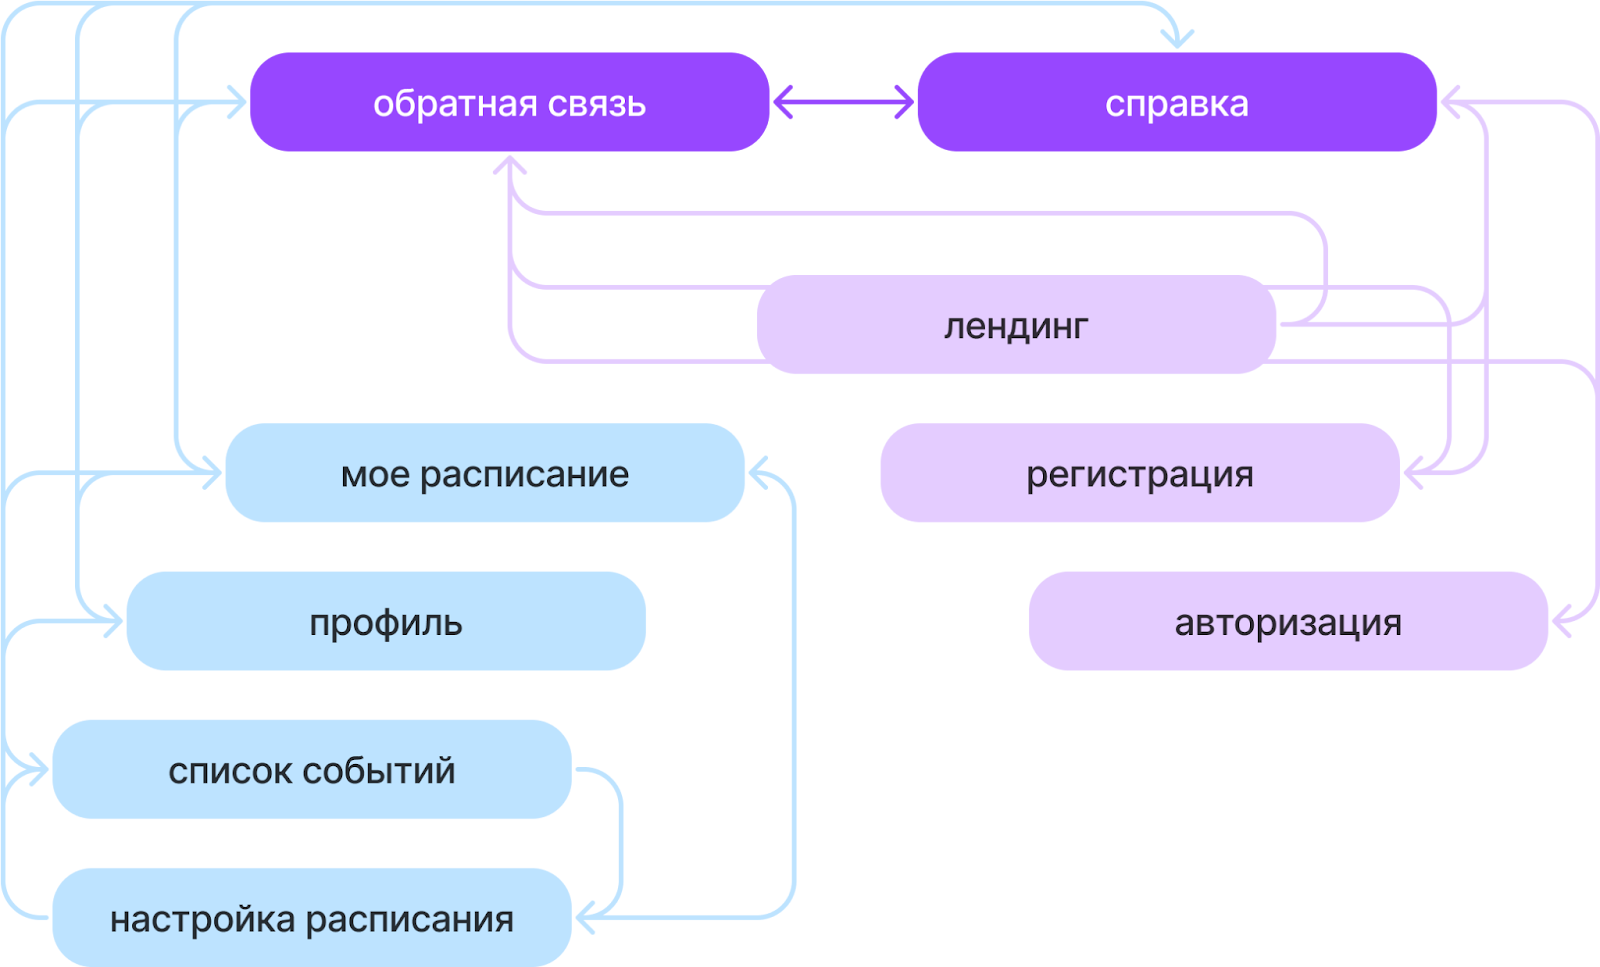 обратная связь
справка
лендинг
мое расписание
регистрация
профиль
авторизация
список событий
настройка расписания